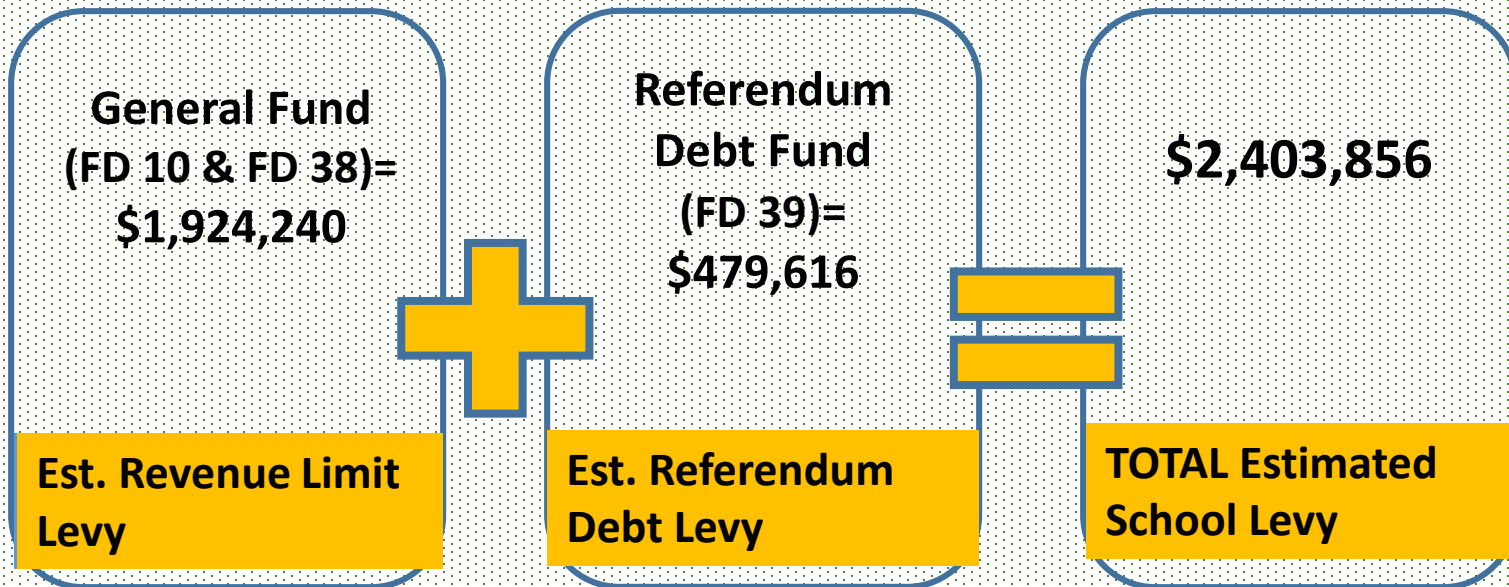 General Fund
(FD 10 & FD 38)=
$1,924,240
Est. Revenue Limit
Levy
Referendum
Debt Fund
(FD 39)=
$479,616
Est. Referendum
Debt Levy
$2,403,856
TOTAL Estimated
School Levy